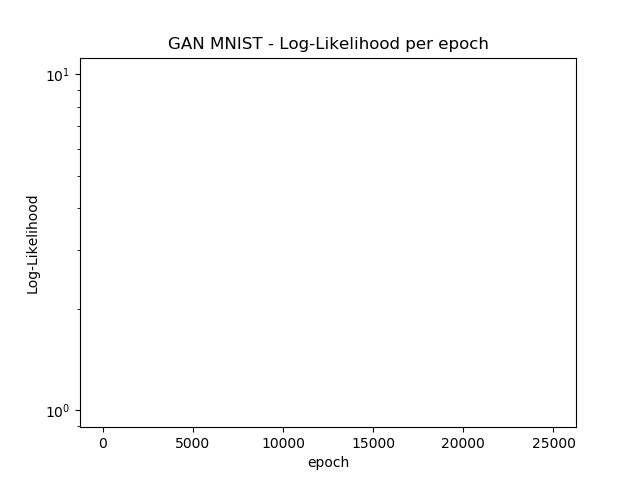 GAN MNIST - Log-Likelihood per epoch
10¹
Log-Likelihood
10⁰
0 5000 10000 15000 20000 25000
epoch